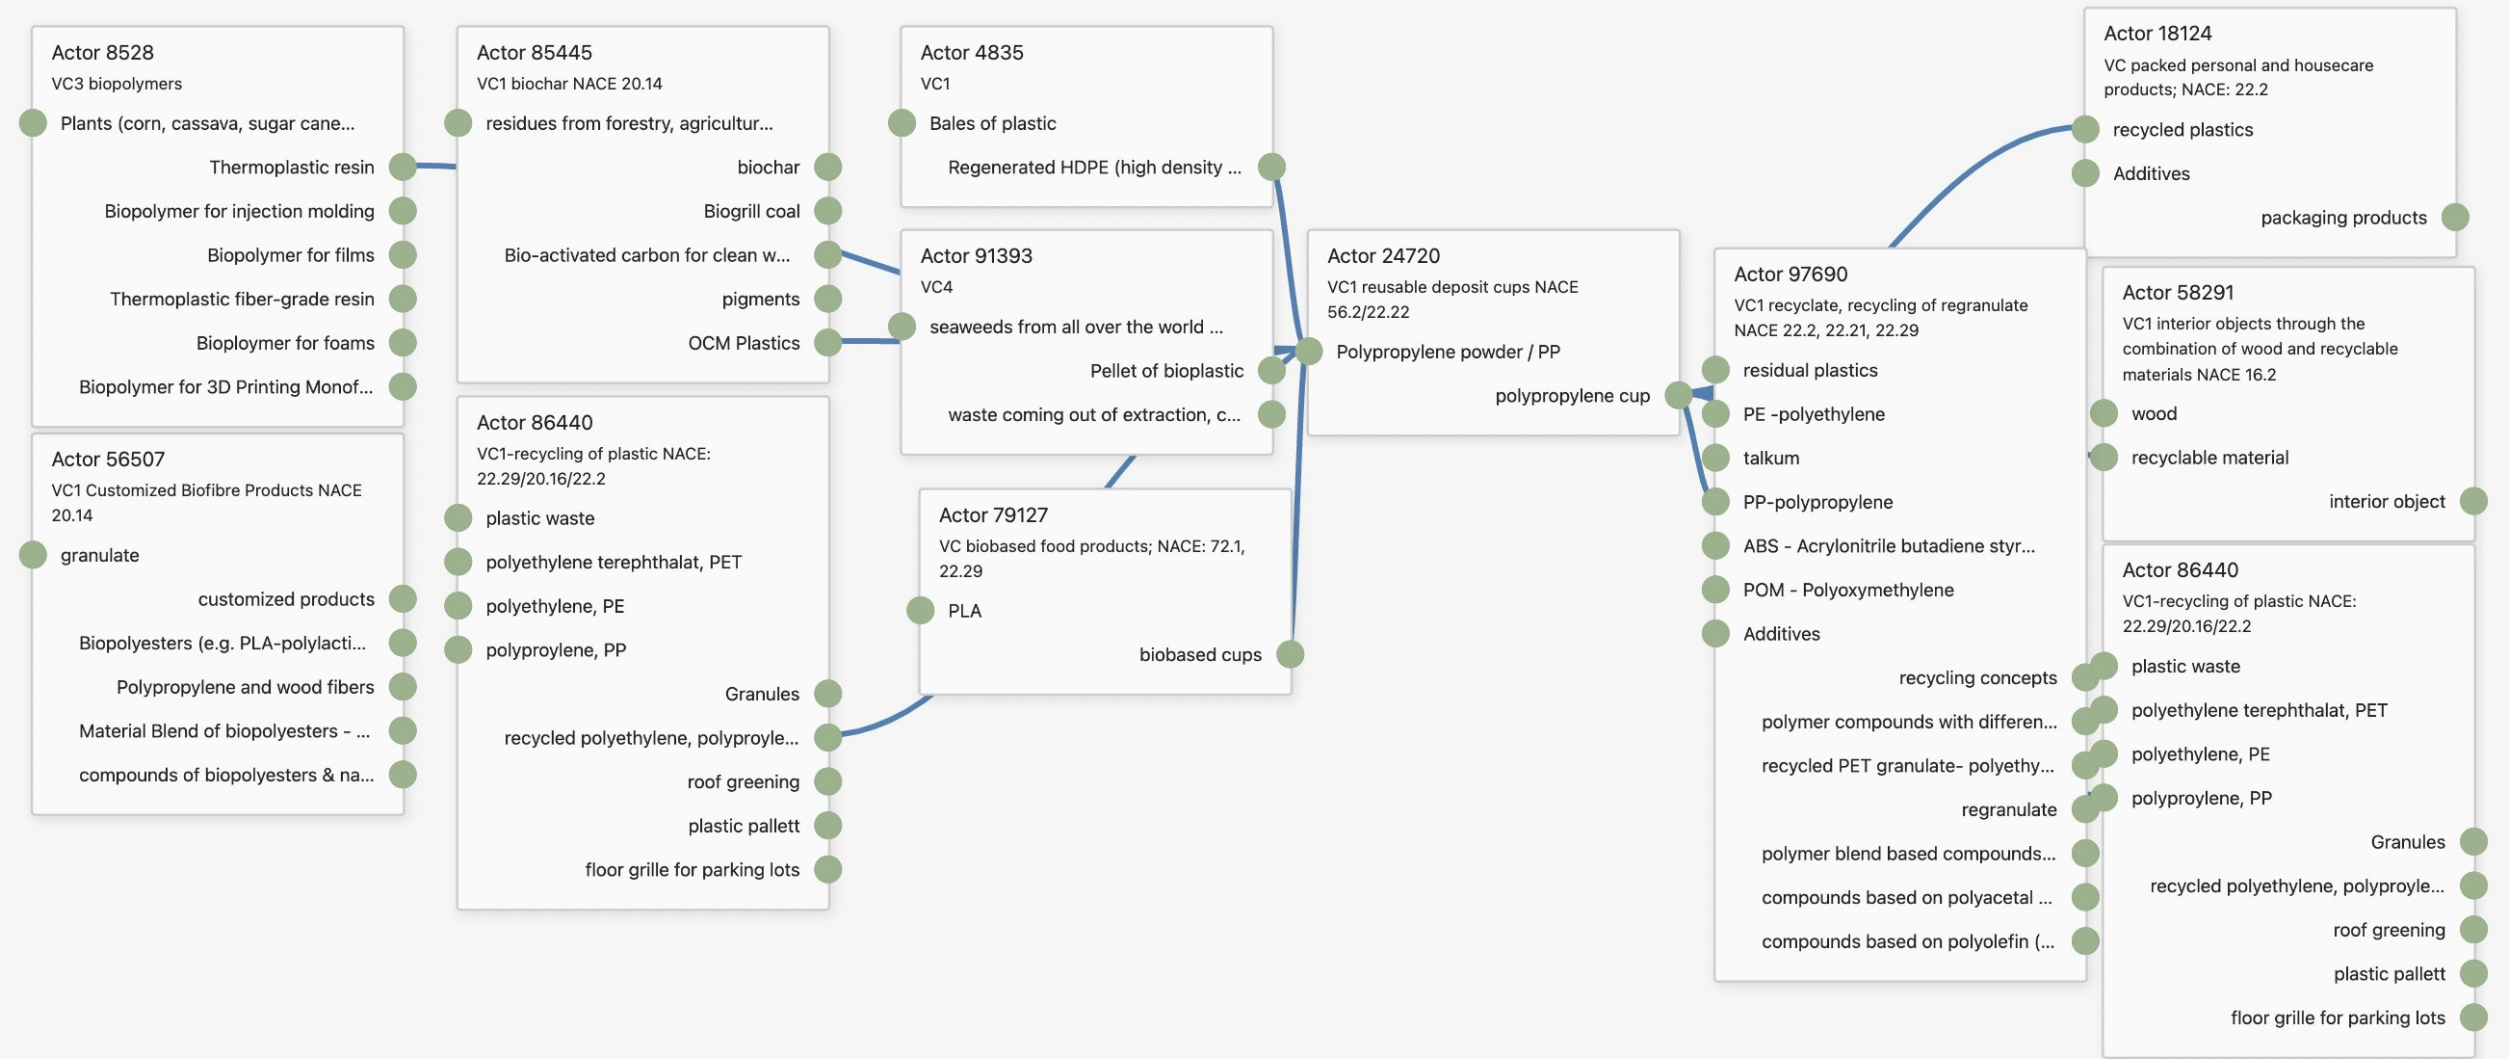 Actor 8528
VC3 biopolymers
Plants (corn, cassava, sugar cane...
Thermoplastic resin
Biopolymer for injection molding
Biopolymer for films
Thermoplastic fiber-grade resin
Bioploymer for foams
Biopolymer for 3D Printing Monof...
Actor 56507
VC1 Customized Biofibre Products NACE
20.14
granulate
customized products
Biopolyesters (e.g. PLA-polylacti...
Polypropylene and wood fibers
Material Blend of biopolyesters - ...
compounds of biopolyesters & na...
Actor 85445
VC1 biochar NACE 20.14
residues from forestry, agricultur...
biochar
Biogrill coal
Bio-activated carbon for clean w...
pigments
OCM Plastics
Actor 86440
VC1-recycling of plastic NACE:
22.29/20.16/22.2
plastic waste
polyethylene terephthalat, PET
polyethylene, PE
polyproylene, PP
Granules
recycled polyethylene, polyproyle...
roof greening
plastic pallett
floor grille for parking lots
Actor 4835
VC1
Bales of plastic
Regenerated HDPE (high density ...
Actor 91393
VC4
seaweeds from all over the world ...
Pellet of bioplastic
waste coming out of extraction, c...
Actor 79127
VC biobased food products; NACE: 72.1,
22.29
PLA
biobased cups
Actor 24720
VC1 reusable deposit cups NACE
56.2/22.22
Polypropylene powder / PP
polypropylene cup
Actor 97690
VC1 recyclate, recycling of regranulate
NACE 22.2, 22.21, 22.29
residual plastics
PE -polyethylene
talkum
PP-polypropylene
ABS - Acrylonitrile butadiene styr...
POM - Polyoxymethylene
Additives
recycling concepts
polymer compounds with differen...
recycled PET granulate- polyethy...
regranulate
polymer blend based compounds...
compounds based on polyacetal ...
compounds based on polyolefin (...
Actor 18124
VC packed personal and housecare
products; NACE: 22.2
recycled plastics
Additives
packaging products
Actor 58291
VC1 interior objects through the
combination of wood and recyclable
materials NACE 16.2
wood
recyclable material
interior object
Actor 86440
VC1-recycling of plastic NACE:
22.29/20.16/22.2
plastic waste
polyethylene terephthalat, PET
polyethylene, PE
polyproylene, PP
Granules
recycled polyethylene, polyproyle...
roof greening
plastic pallett
floor grille for parking lots